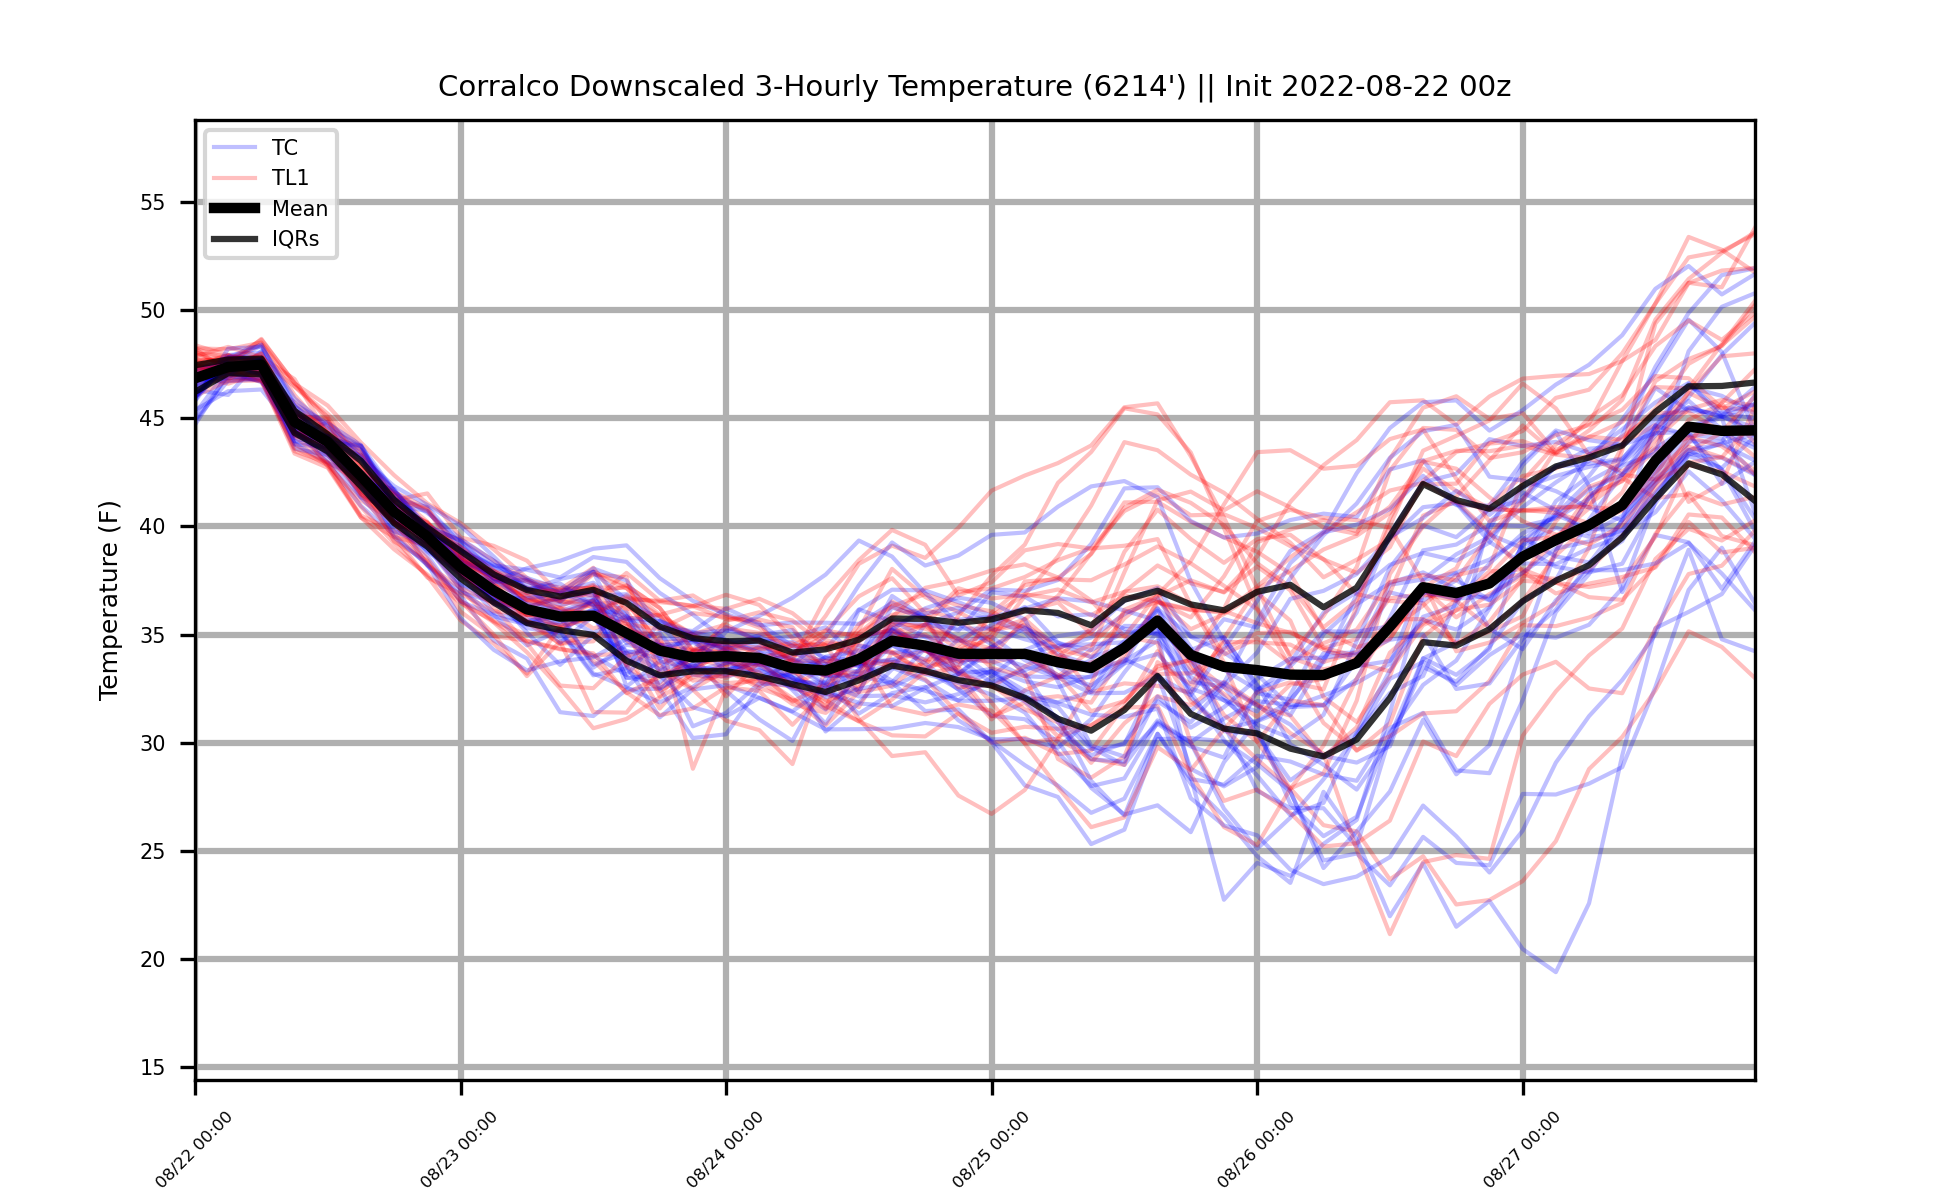 Corralco Downscaled 3-Hourly Temperature (6214') || Init 2022-08-22 00z
TC
TL1
Mean
IQRs
Temperature (F)
55
50
45
40
35
30
25
20
15
08/22 00:00
08/23 00:00
08/24 00:00
08/25 00:00
08/26 00:00
08/27 00:00